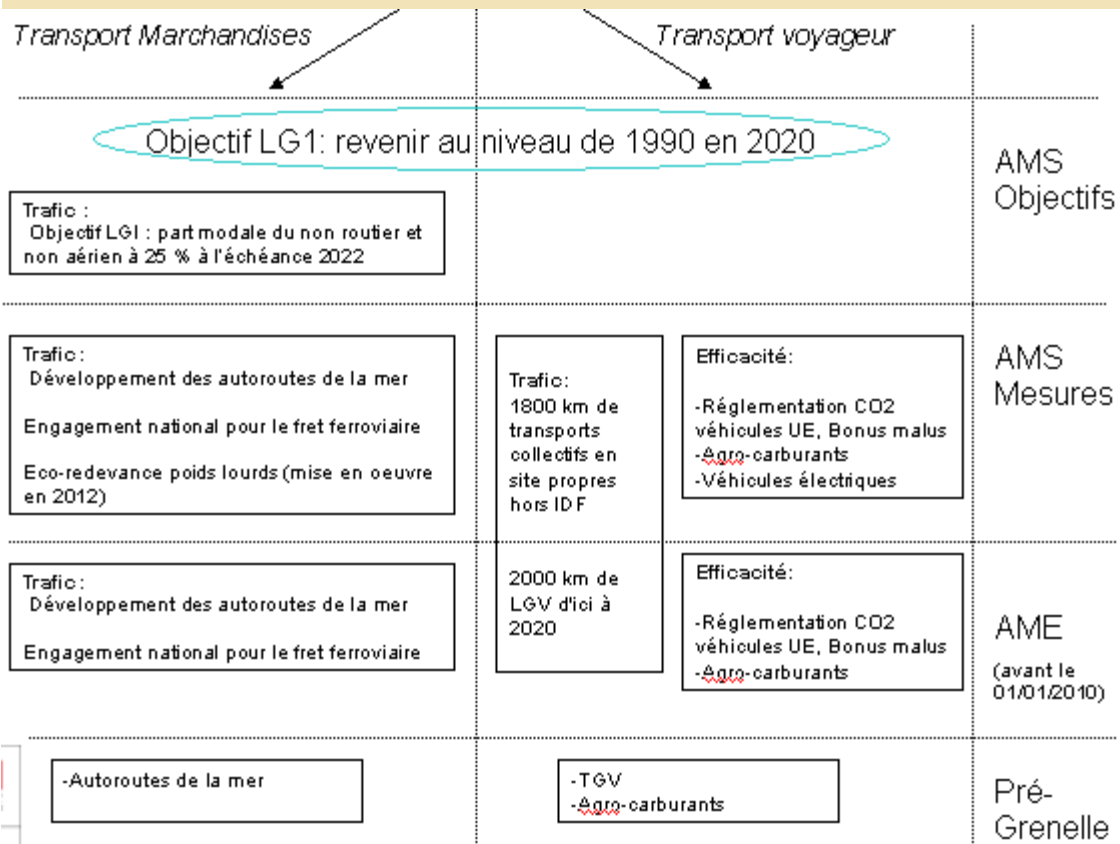 Transport Marchandises
Transport voyageur
Objectif LG1: revenir au niveau de 1990 en 2020
AMS
Objectifs
Trafic :
Objectif LGI : part modale du non routier et
non aérien à 25 % à l'échéance 2022
Trafic :
Développement des autoroutes de la mer
Engagement national pour le fret ferroviaire
Eco-redevance poids lourds (mise en oeuvre
en 2012)
Trafic:
1800 km de
transports
collectifs en
site propres
hors IDF
2000 km de
LGV d'ici à
2020
Efficacité:
-Réglementation CO2
véhicules UE, Bonus malus
-Agro-carburants
-Véhicules électriques
AMS
Mesures
Trafic :
Développement des autoroutes de la mer
Engagement national pour le fret ferroviaire
Efficacité:
-Réglementation CO2
véhicules UE, Bonus malus
-Agro-carburants
AME
(avant le
01/01/2010)
-Autoroutes de la mer
-TGV
-Agro-carburants
Pré-
Grenelle